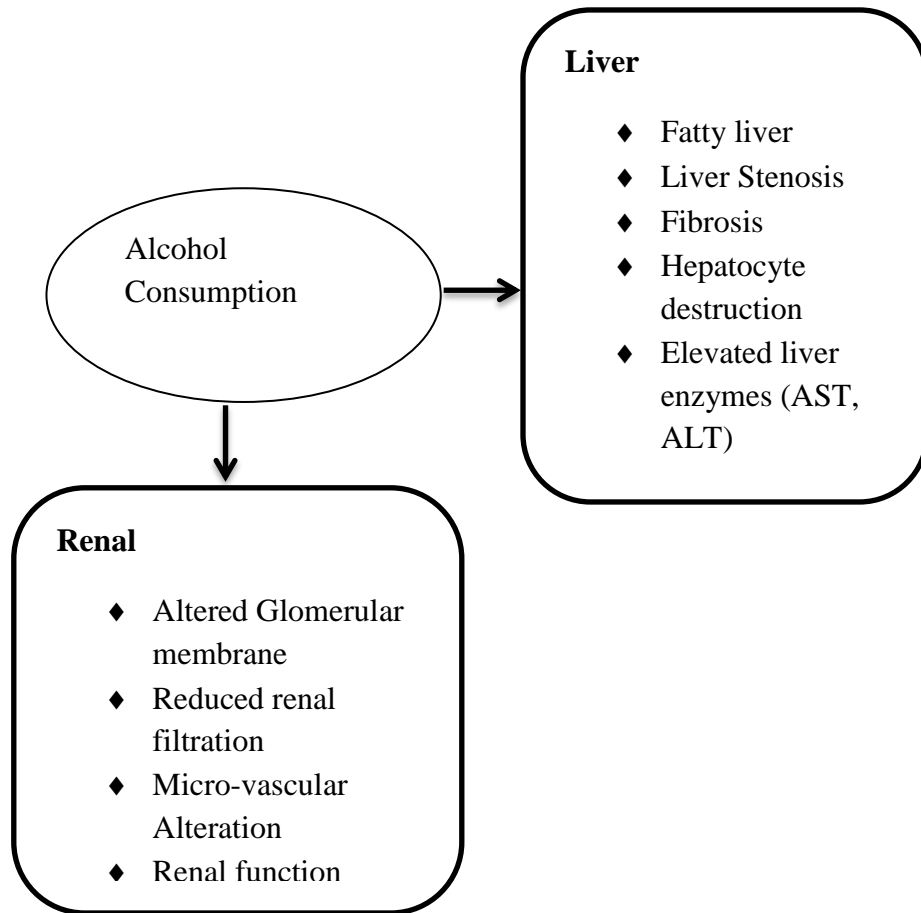 Liver
♦ Fatty liver
♦ Liver Stenosis
♦ Fibrosis
♦ Hepatocyte
destruction
♦ Elevated liver
enzymes (AST,
ALT)
Alcohol
Consumption
Renal
♦ Altered Glomerular
membrane
♦ Reduced renal
filtration
♦ Micro-vascular
Alteration
♦ Renal function